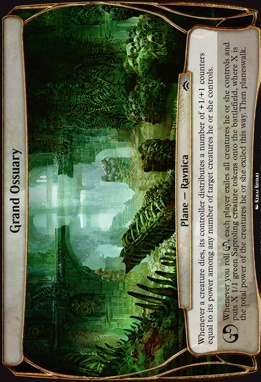 Grand Ossuary
Plane — Ravnica
Whenever a creature dies, its controller distributes a number of +1/+1 counters
equal to its power among any number of target creatures he or she controls.
Whenever you roll , each player exiles all creatures he or she controls and
puts X 1/1 green Saproling creature tokens onto the battlefield, where X is
the total power of the creatures he or she exiled this way. Then planeswalk.